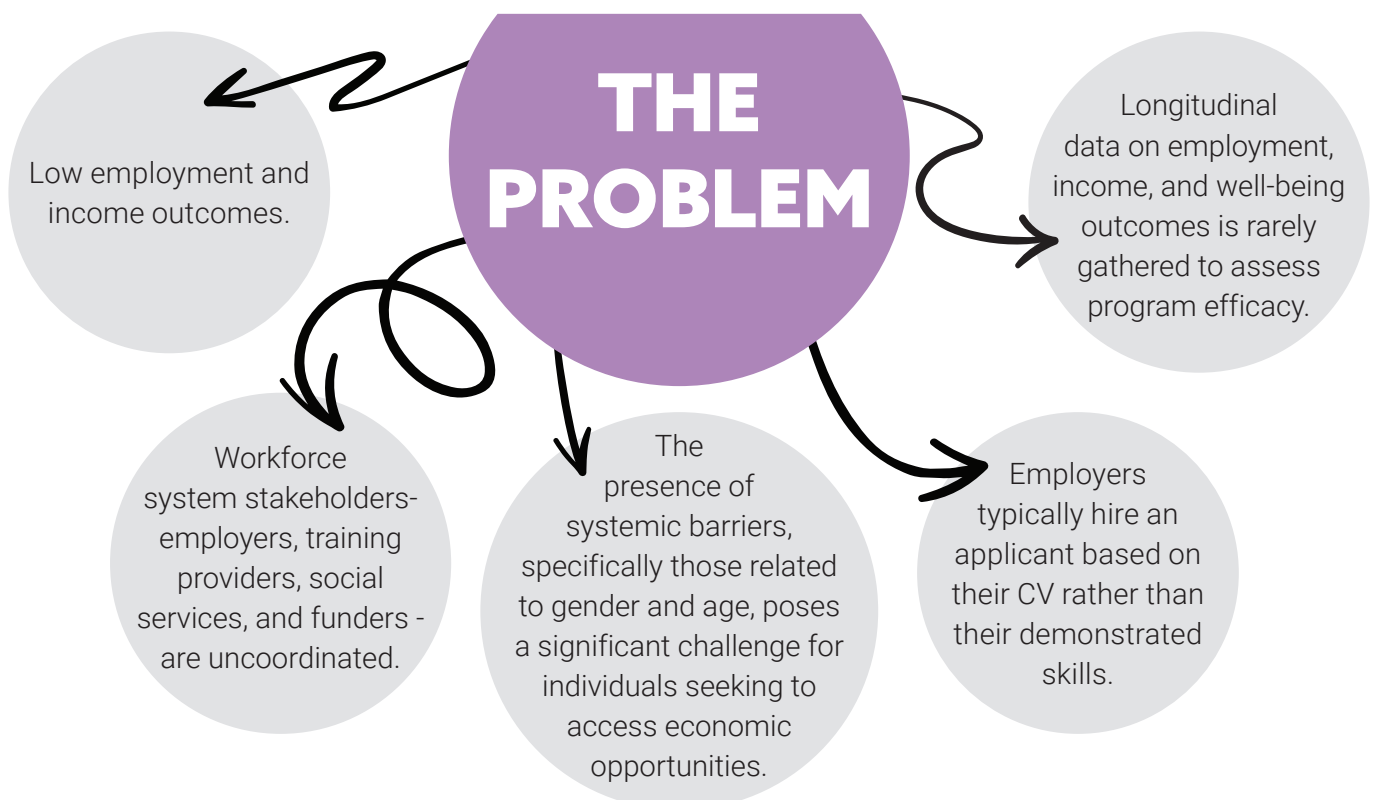 THE
PROBLEM
Low employment and
income outcomes.
Workforce
system stakeholders-
employers, training
providers, social
services, and funders -
are uncoordinated.
The
presence of
systemic barriers,
specifically those related
to gender and age, poses
a significant challenge for
individuals seeking to
access economic
opportunities.
Employers
typically hire an
applicant based on
their CV rather than
their demonstrated
skills.
Longitudinal
data on employment,
income, and well-being
outcomes is rarely
gathered to assess
program efficacy.